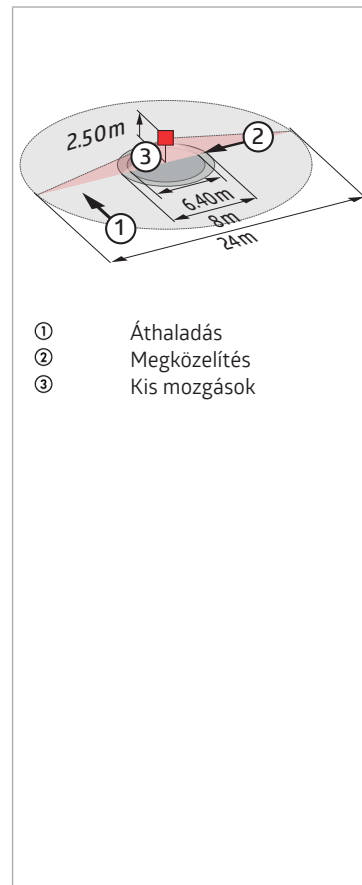 2.50m
2
3
6.40m
1
8m
24m
① Áthaladás
② Megközelítés
③ Kis mozgások